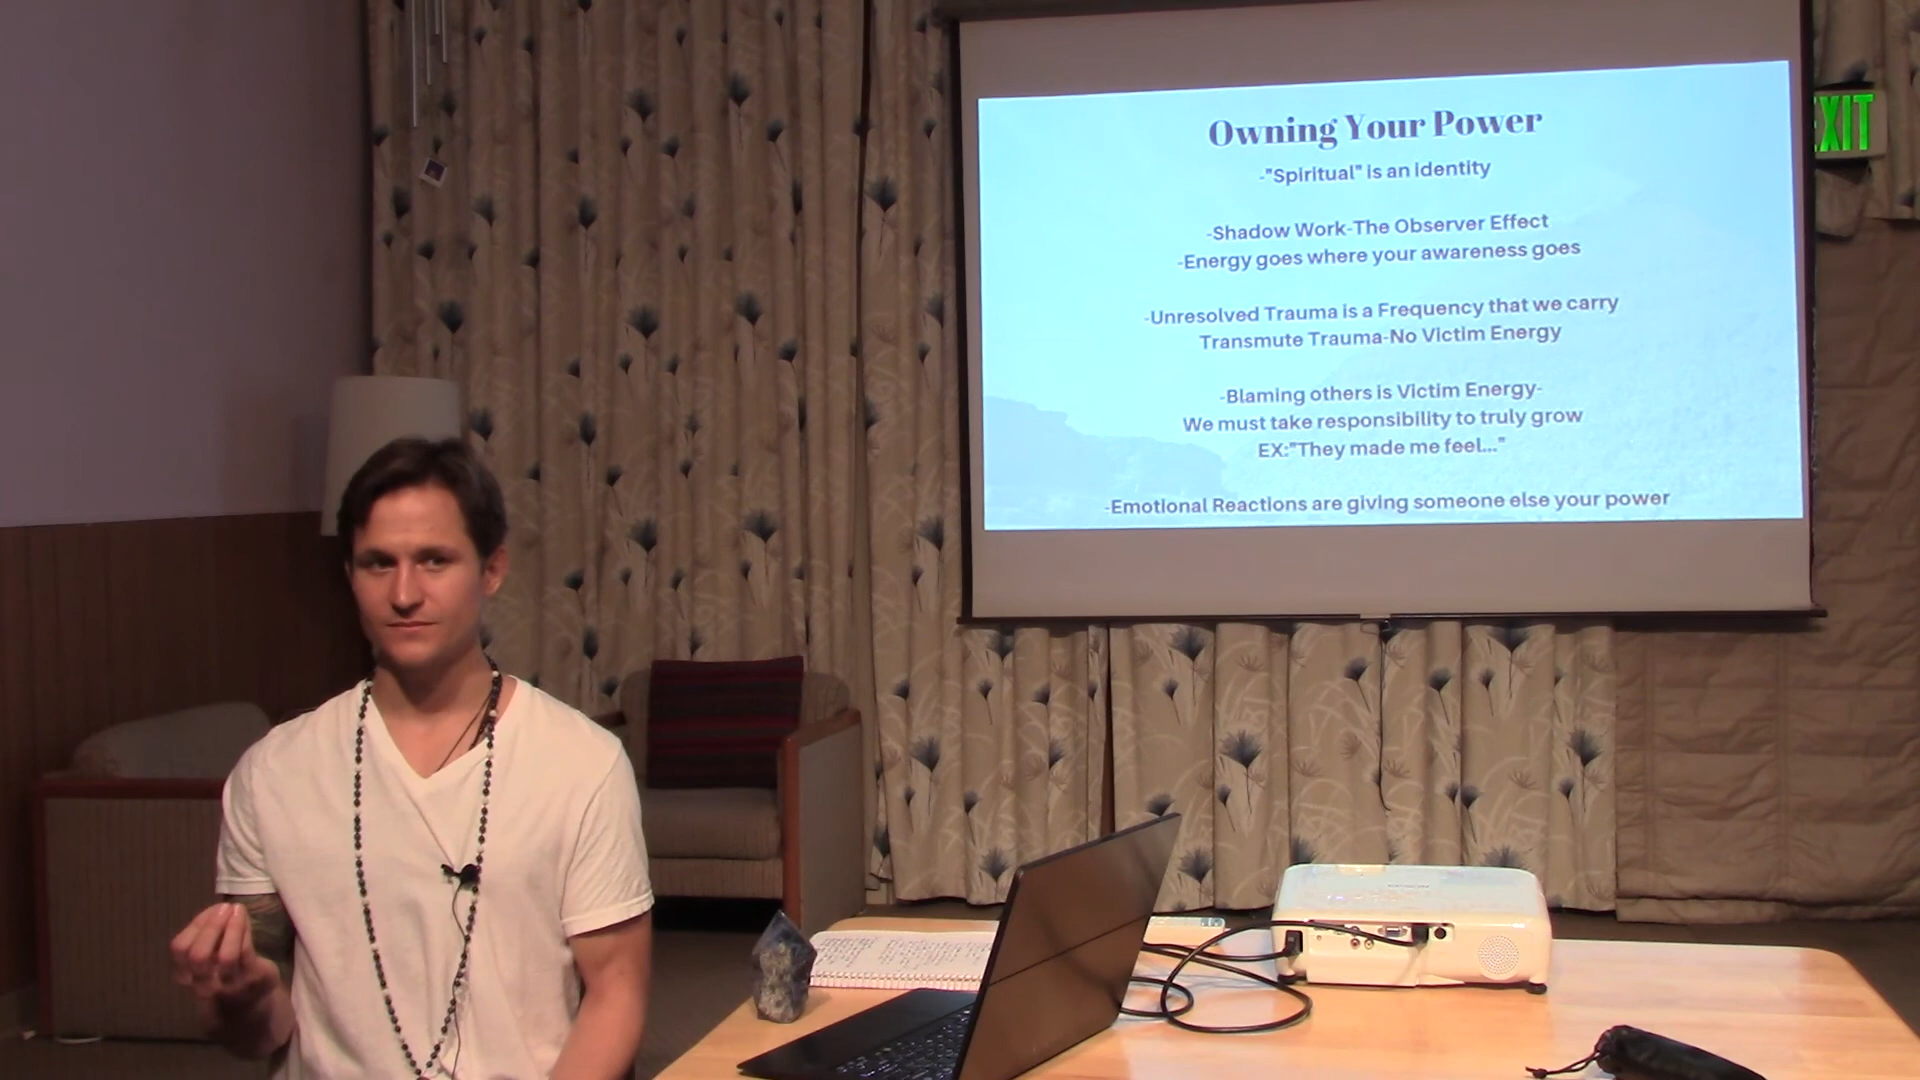 Owning Your Power
-"Spiritual" is an identity
-Shadow Work-The Observer Effect
-Energy goes where your awareness goes
-Unresolved Trauma is a Frequency that we carry
Transmute Trauma-No Victim Energy
-Blaming others is Victim Energy-
We must take responsibility to truly grow
EX:"They made me feel..."
-Emotional Reactions are giving someone else your power
EXIT